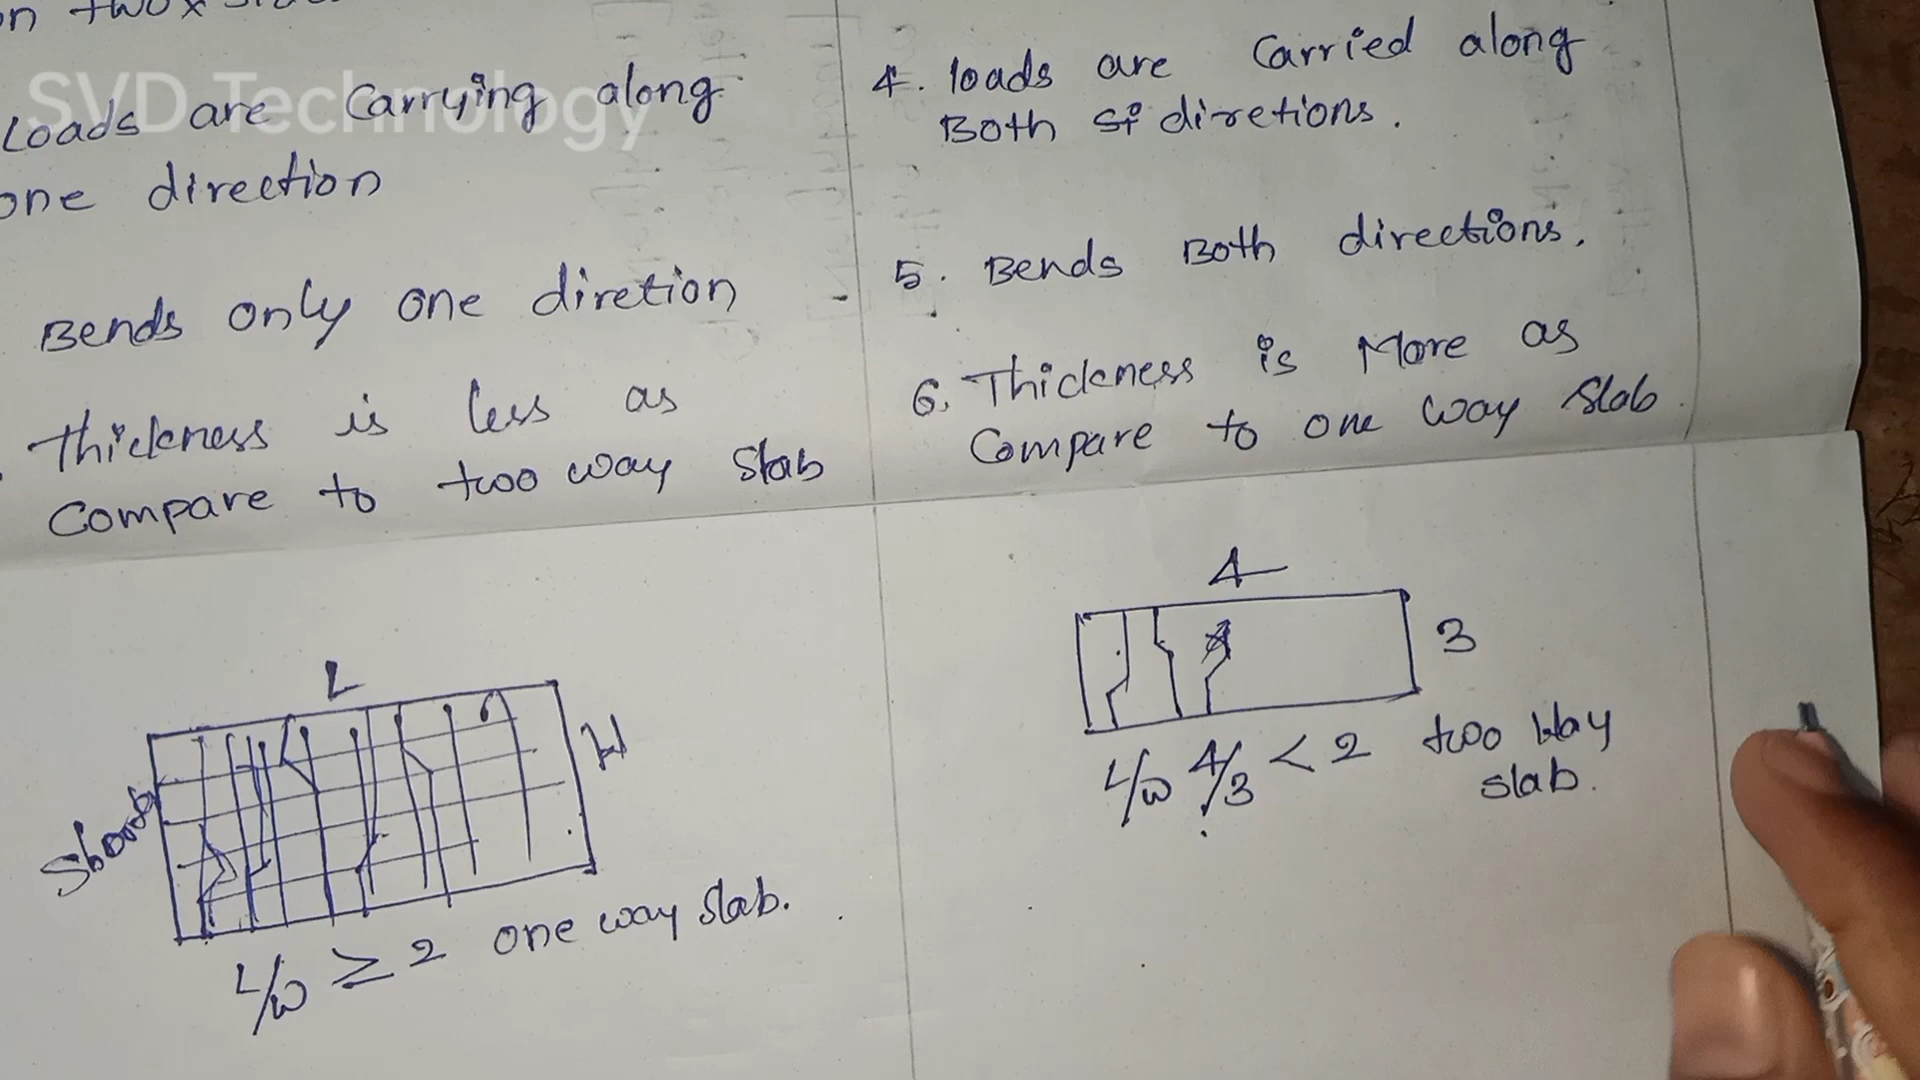 SVD Technology
Loads are Carrying along
one direction
Bends only one diretion
Thickness is less as
Compare to two way Slab
L
W
L/W ≥ 2 one way slab.
4. loads are Carried along
Both directions.
5. Bends Both directions.
6. Thickness is More as
Compare to one way Slab
4
3
L/W 4/3 < 2 two Way
slab.